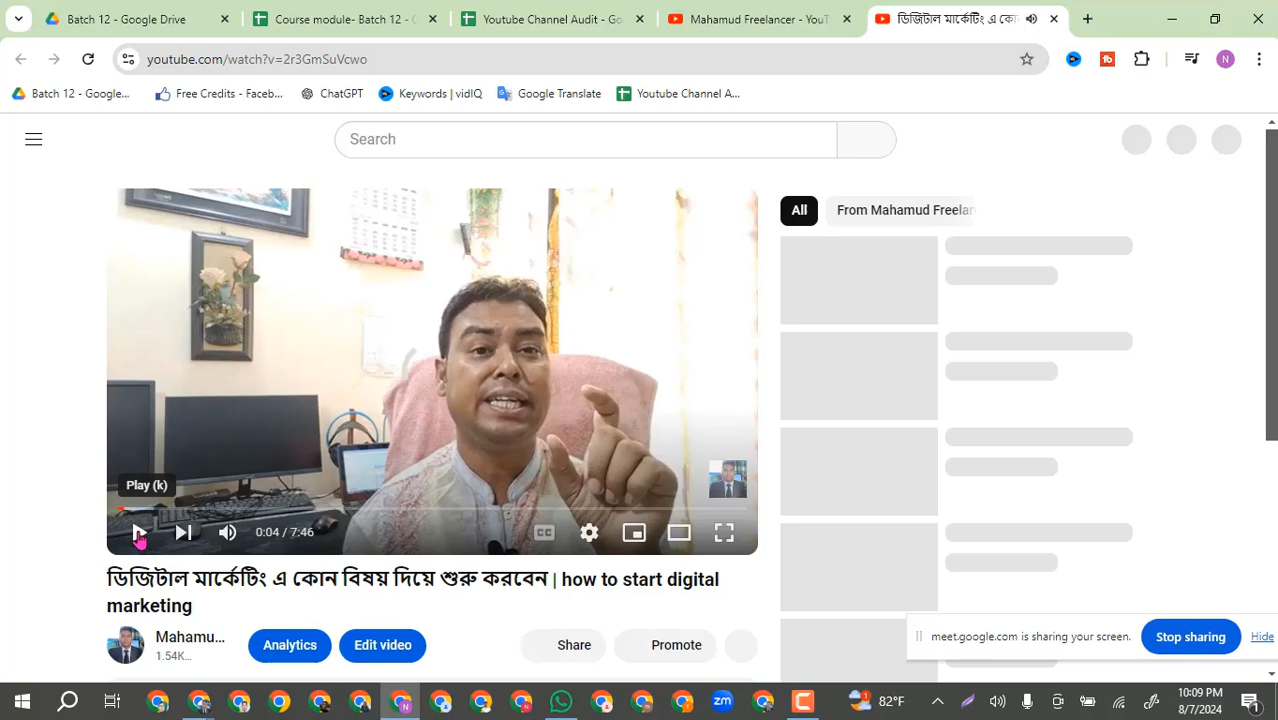 Batch 12 - Google Drive
Course module- Batch 12 -
Youtube Channel Audit - Go
Mahamud Freelancer - YouT
ডিজিটাল মার্কেটিং এ কোন
youtube.com/watch?v=2r3GmSuVcwo
N
Batch 12 - Google...
Free Credits - Faceb...
ChatGPT
Keywords | vidIQ
Google Translate
Youtube Channel A...
Search
All
From Mahamud Freelan
Play (k)
0:04 / 7:46
CC
ডিজিটাল মার্কেটিং এ কোন বিষয় দিয়ে শুরু করবেন | how to start digital
marketing
Mahamu...
1.54K...
Analytics
Edit video
Share
Promote
meet.google.com is sharing your screen.
Stop sharing
Hide
zm
82°F
10:09 PM
8/7/2024